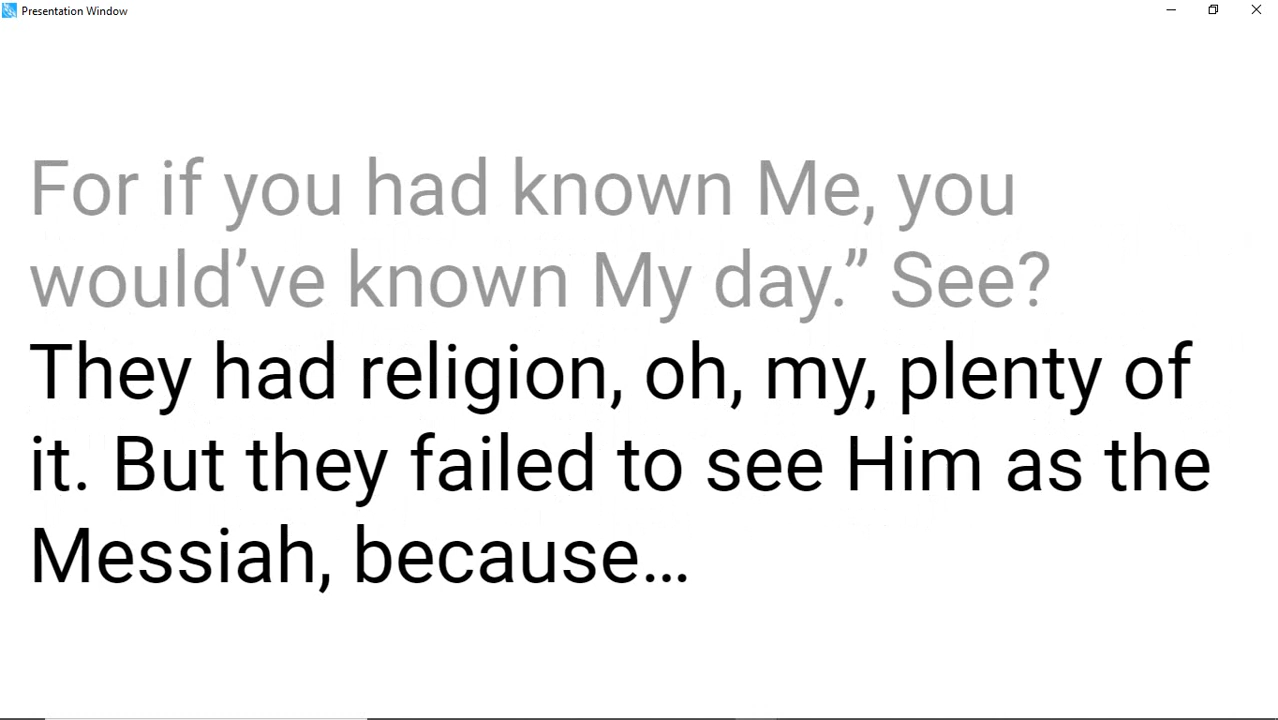 Presentation Window
For if you had known Me, you
would’ve known My day.” See?
They had religion, oh, my, plenty of
it. But they failed to see Him as the
Messiah, because…